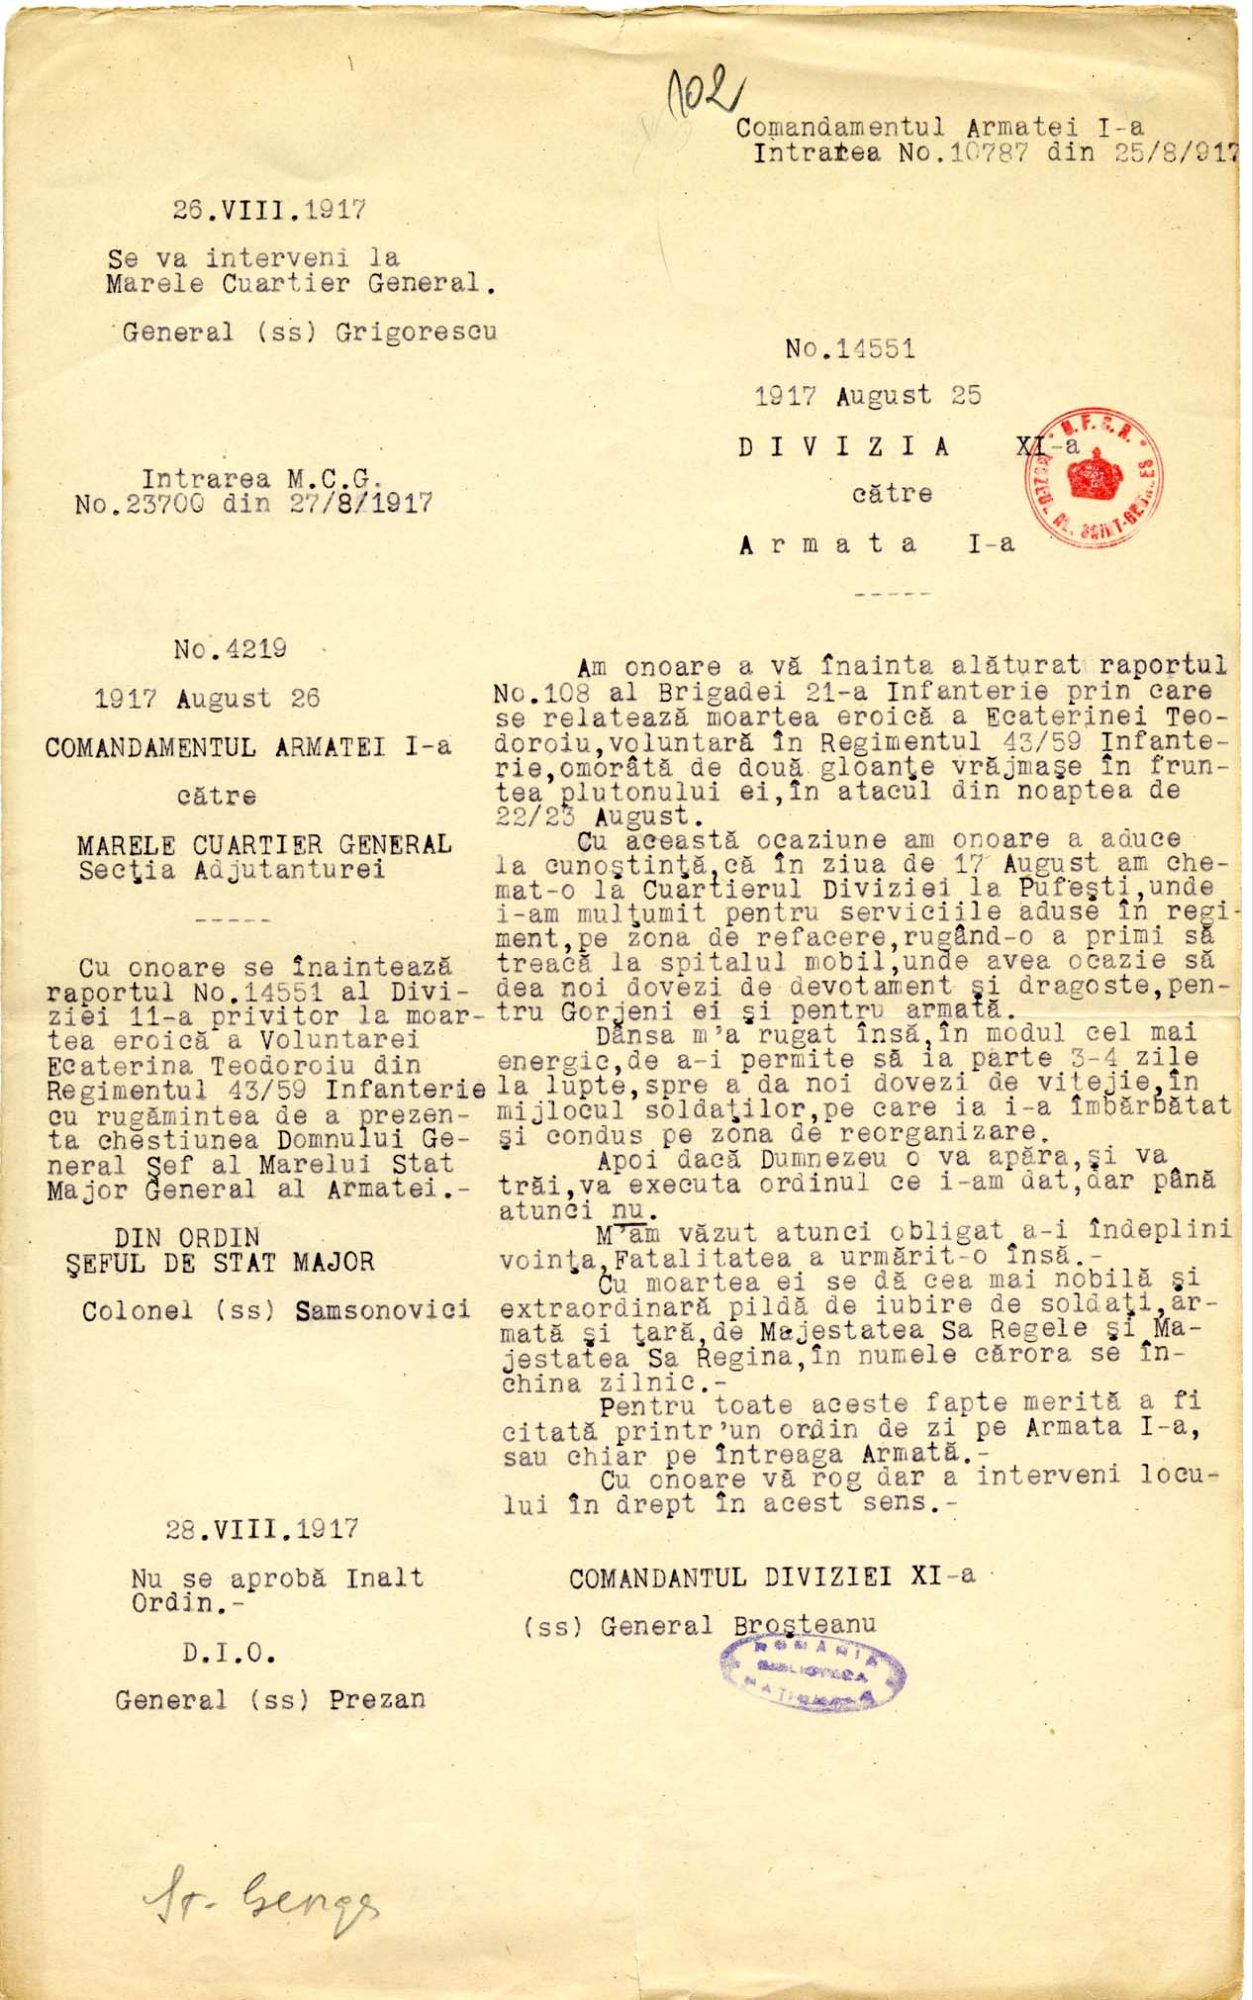 102
Comandamentul Armatei I-a
Intrarea No.10787 din 25/8/917
26.VIII.1917
Se va interveni la
Marele Cuartier General.
General (ss) Grigorescu
No.14551
1917 August 25
D I V I Z I A XI-a
către
A r m a t a I-a
-----
M.F.C.R.
MUZEUL AL. SAINT-GEORGES
Intrarea M.C.G.
No.23700 din 27/8/1917
No.4219
1917 August 26
COMANDAMENTUL ARMATEI I-a
către
MARELE CUARTIER GENERAL
Secţia Adjutanturei
-----
Cu onoare se înaintează
raportul No.14551 al Divi-
ziei 11-a privitor la moar-
tea eroică a Voluntarei
Ecaterina Teodoroiu din
Regimentul 43/59 Infanterie
cu rugămintea de a prezen-
ta chestiunea Domnului Ge-
neral Şef al Marelui Stat
Major General al Armatei.-
DIN ORDIN
ŞEFUL DE STAT MAJOR
Colonel (ss) Samsonovici
Am onoare a vă înainta alăturat raportul
No.108 al Brigadei 21-a Infanterie prin care
se relatează moartea eroică a Ecaterinei Teo-
doroiu,voluntară în Regimentul 43/59 Infante-
rie,omorâtă de două gloanţe vrăjmaşe în frun-
tea plutonului ei,în atacul din noaptea de
22/23 August.
Cu această ocaziune am onoare a aduce
la cunoştinţă,că în ziua de 17 August am che-
mat-o la Cuartierul Diviziei la Pufeşti,unde
i-am mulţumit pentru serviciile aduse în regi-
ment,pe zona de refacere,rugând-o a primi să
treacă la spitalul mobil,unde avea ocazie să
dea noi dovezi de devotament şi dragoste,pen-
tru Gorjeni ei şi pentru armată.
Dânsa m'a rugat însă,în modul cel mai
energic,de a-i permite să ia parte 3-4 zile
la lupte,spre a da noi dovezi de vitejie,în
mijlocul soldaţilor,pe care ia i-a îmbărbătat
şi condus pe zona de reorganizare.
Apoi dacă Dumnezeu o va apăra,şi va
trăi,va executa ordinul ce i-am dat,dar până
atunci nu.
M'am văzut atunci obligat a-i îndeplini
voinţa,Fatalitatea a urmărit-o însă.-
Cu moartea ei se dă cea mai nobilă şi
extraordinară pildă de iubire de soldaţi,ar-
mată şi ţară,de Majestatea Sa Regele şi Ma-
jestatea Sa Regina,în numele cărora se în-
china zilnic.-
Pentru toate aceste fapte merită a fi
citată printr'un ordin de zi pe Armata I-a,
sau chiar pe întreaga Armată.-
Cu onoare vă rog dar a interveni locu-
lui în drept în acest sens.-
28.VIII.1917
Nu se aprobă Inalt
Ordin.-
D.I.O.
General (ss) Prezan
COMANDANTUL DIVIZIEI XI-a
(ss) General Broşteanu
ROMANIA
BIBLIOTECA
NATIONALA
St. Georges